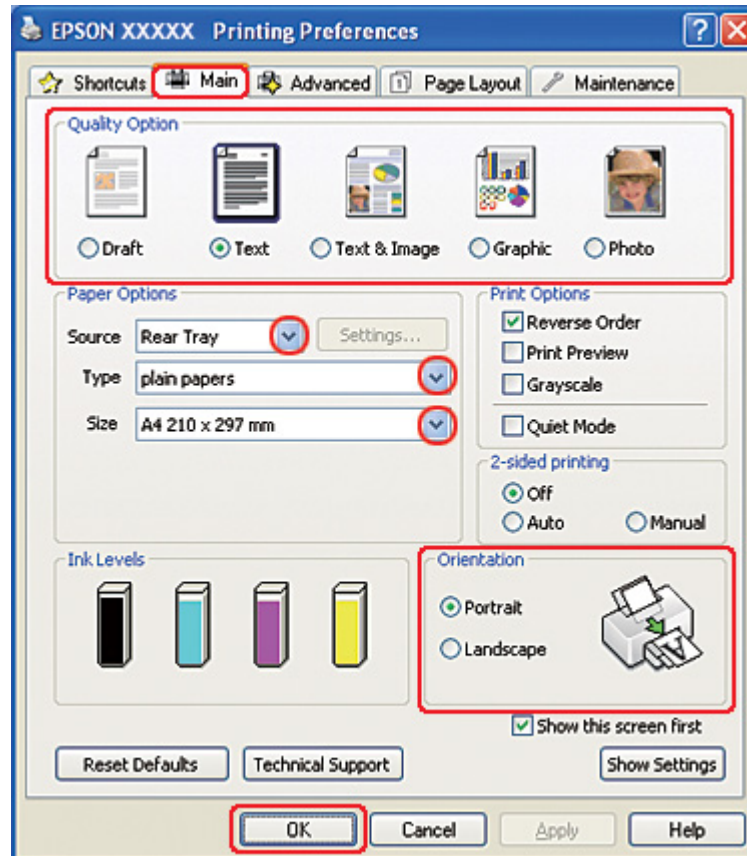 EPSON XXXXX Printing Preferences
Shortcuts Main Advanced 1 Page Layout Maintenance
Quality Option
Draft Text Text & Image Graphic Photo
Paper Options
Source Rear Tray Settings...
Type plain papers
Size A4 210 x 297 mm
Print Options
Reverse Order
Print Preview
Grayscale
Quiet Mode
2-sided printing
Off
Auto Manual
Ink Levels
Orientation
Portrait
Landscape
A
Show this screen first
Reset Defaults Technical Support Show Settings
OK Cancel Apply Help